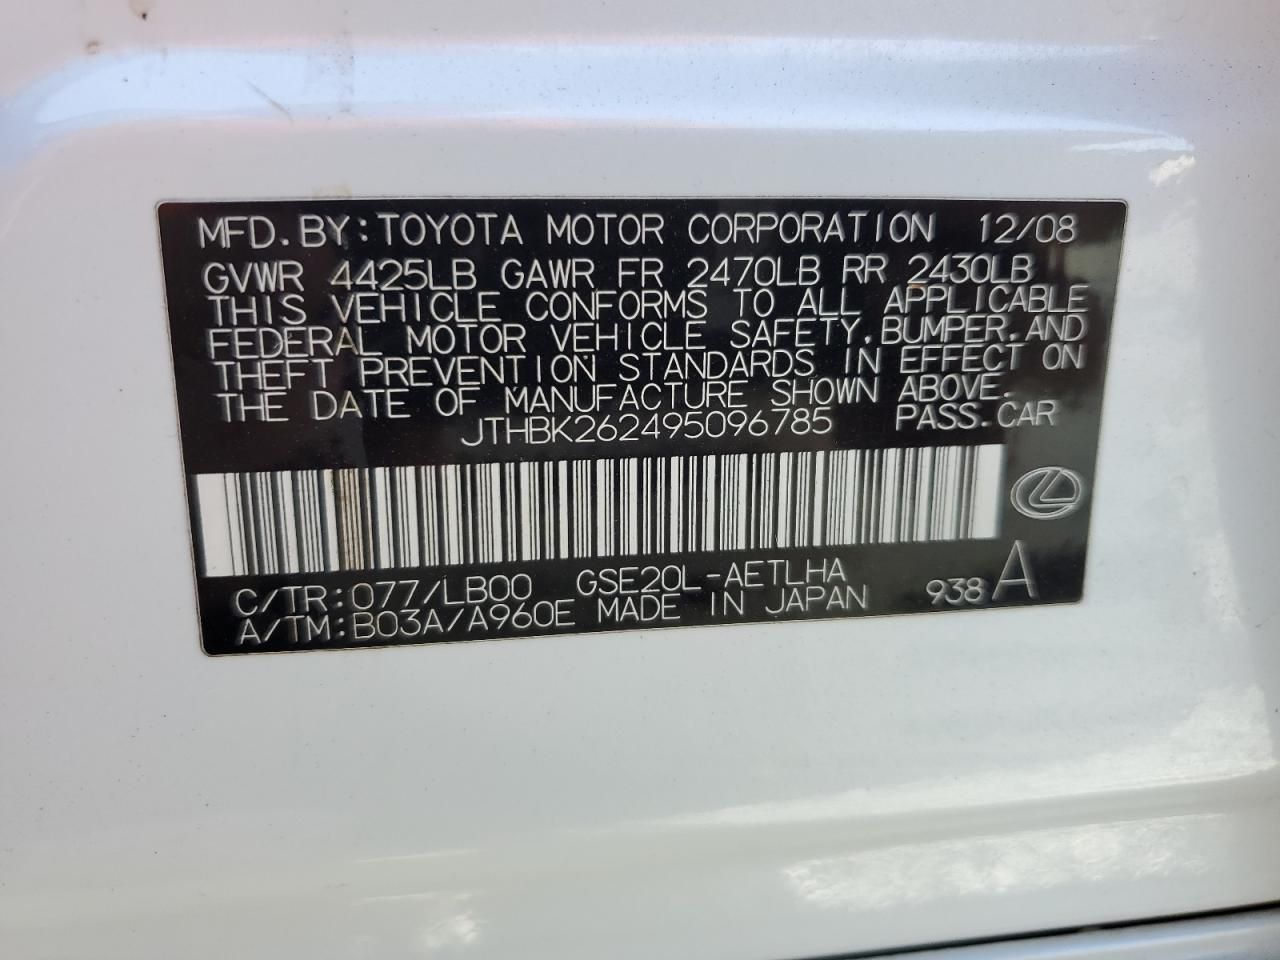 MFD.BY:TOYOTA MOTOR CORPORATION 12/08
GVWR 4425LB GAWR FR 2470LB RR 2430LB
THIS VEHICLE CONFORMS TO ALL APPLICABLE
FEDERAL MOTOR VEHICLE SAFETY,BUMPER,AND
THEFT PREVENTION STANDARDS IN EFFECT ON
THE DATE OF MANUFACTURE SHOWN ABOVE.
JTHBK262495096785 PASS.CAR
C/TR:077/LB00 GSE20L-AETLHA
A/TM:B03A/A960E MADE IN JAPAN 938 A